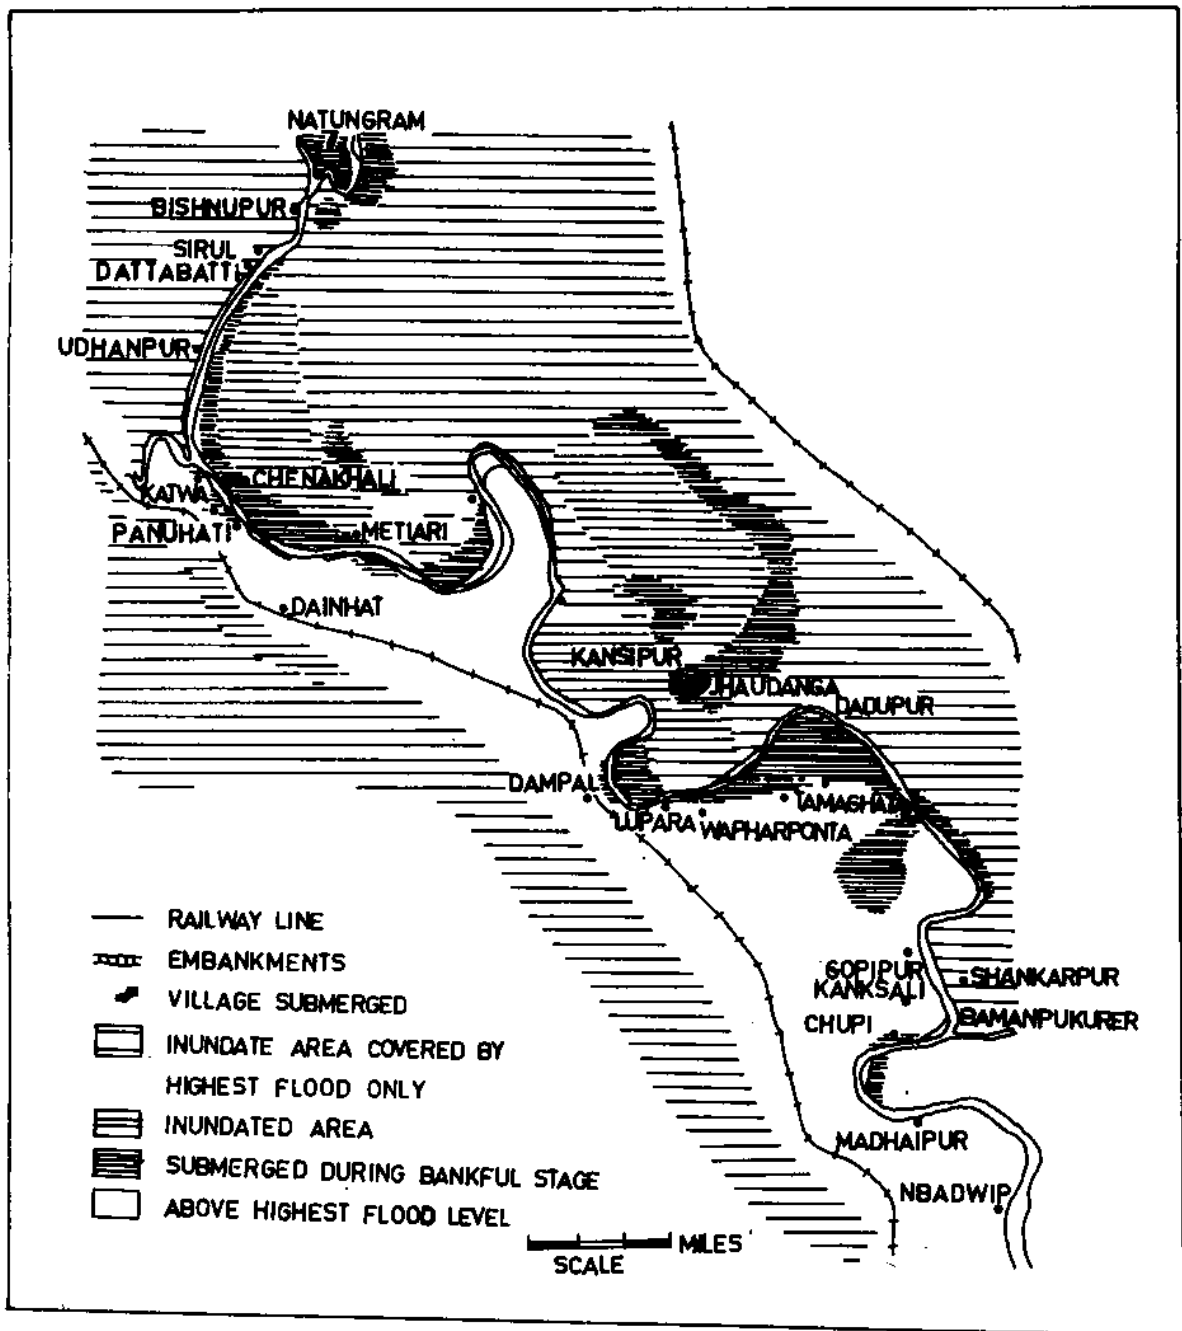 NATUNGRAM
BISHNUPUR
SIRUL
DATTABATTI
UDHANPUR
CHENAKHALI
KATWA
PANUHATI
METIARI
DAINHAT
KANSIPUR
JHAUDANGA
DADUPUR
DAMPAL
TAMAGHATA
LUPARA
WAPHARPONTA
GOPIPUR
KANKSALI
SHANKARPUR
CHUPI
BAMANPUKURER
MADHAIPUR
NBADWIP
RAILWAY LINE
EMBANKMENTS
VILLAGE SUBMERGED
INUNDATE AREA COVERED BY
HIGHEST FLOOD ONLY
INUNDATED AREA
SUBMERGED DURING BANKFUL STAGE
ABOVE HIGHEST FLOOD LEVEL
MILES
SCALE